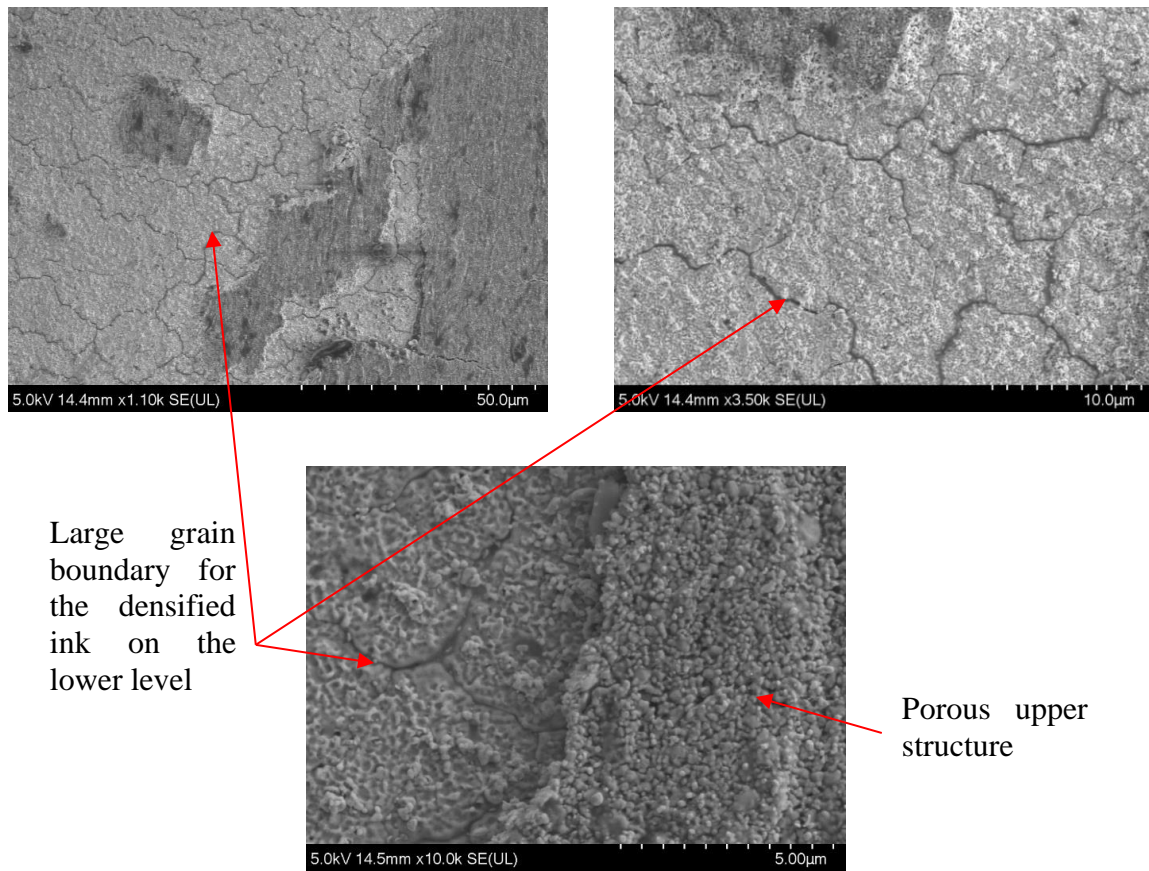 5.0kV 14.4mm x1.10k SE(UL) 50.0μm
5.0kV 14.4mm x3.50k SE(UL) 10.0μm
Large grain
boundary for
the densified
ink on the
lower level
Porous upper
structure
5.0kV 14.5mm x10.0k SE(UL) 5.00μm